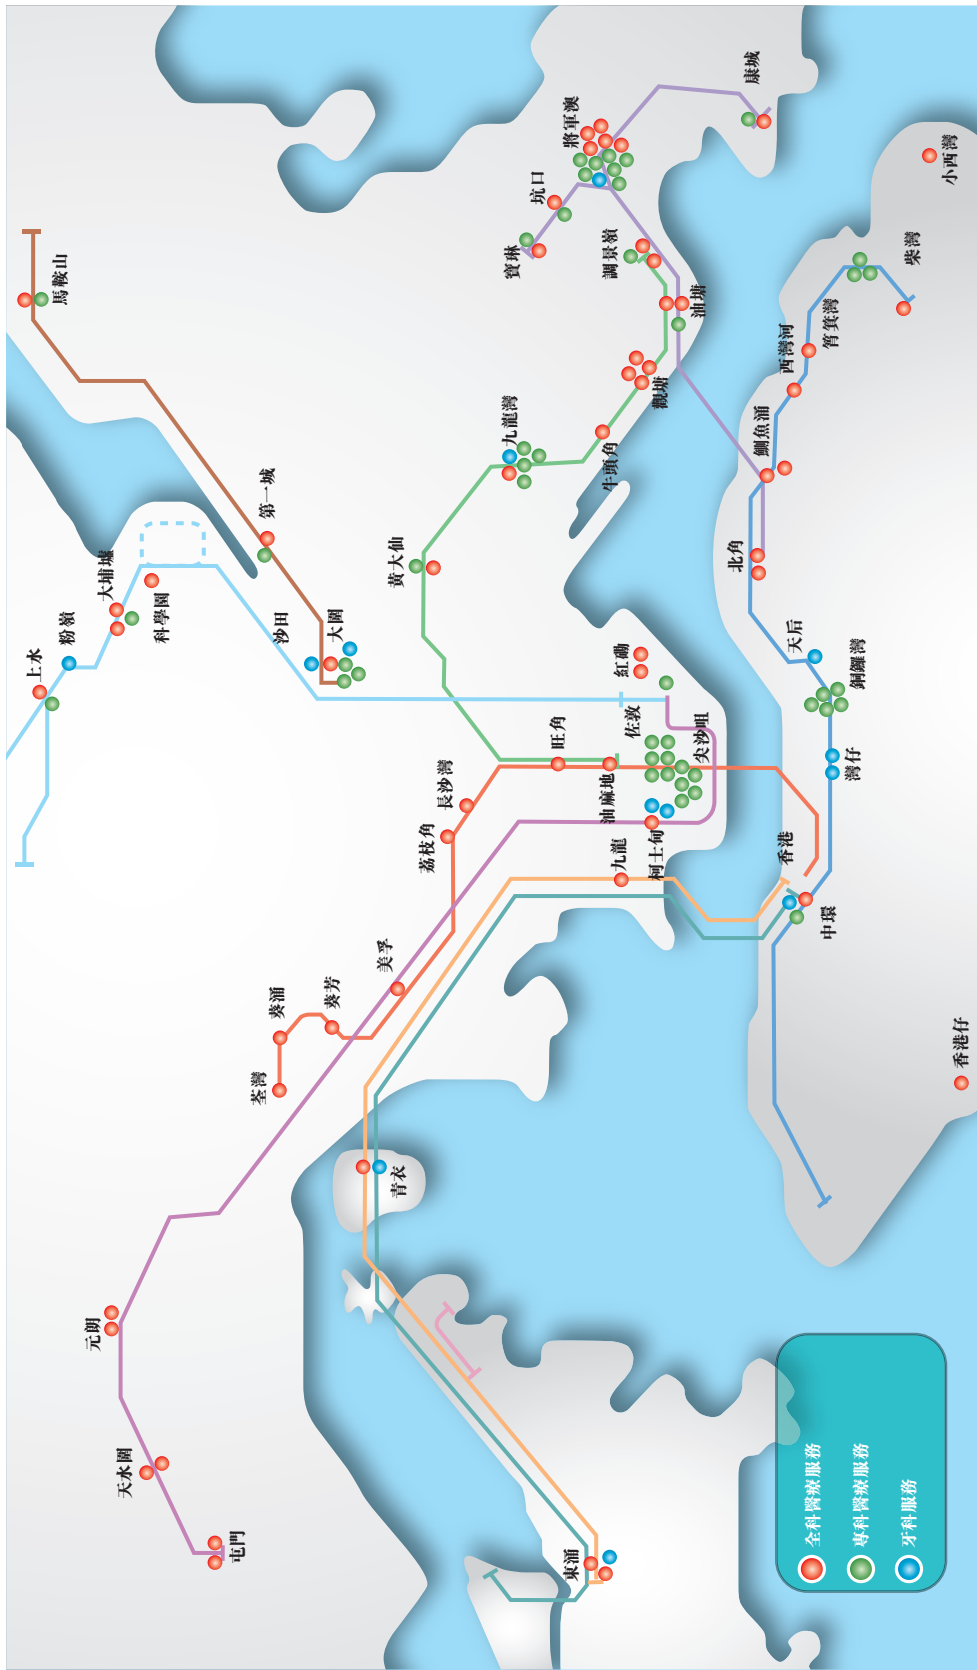 屯門
天水圍
元朗
荃灣
葵涌
葵芳
美孚
荔枝角
長沙灣
旺角
油麻地
佐敦
尖沙咀
柯士甸
九龍
紅磡
上水
粉嶺
大埔墟
科學園
沙田
大圍
第一城
馬鞍山
黃大仙
九龍灣
牛頭角
觀塘
油塘
調景嶺
寶琳
坑口
將軍澳
康城
小西灣
柴灣
筲箕灣
西灣河
鰂魚涌
北角
天后
銅鑼灣
灣仔
香港
中環
香港仔
青衣
東涌
全科醫療服務
專科醫療服務
牙科服務